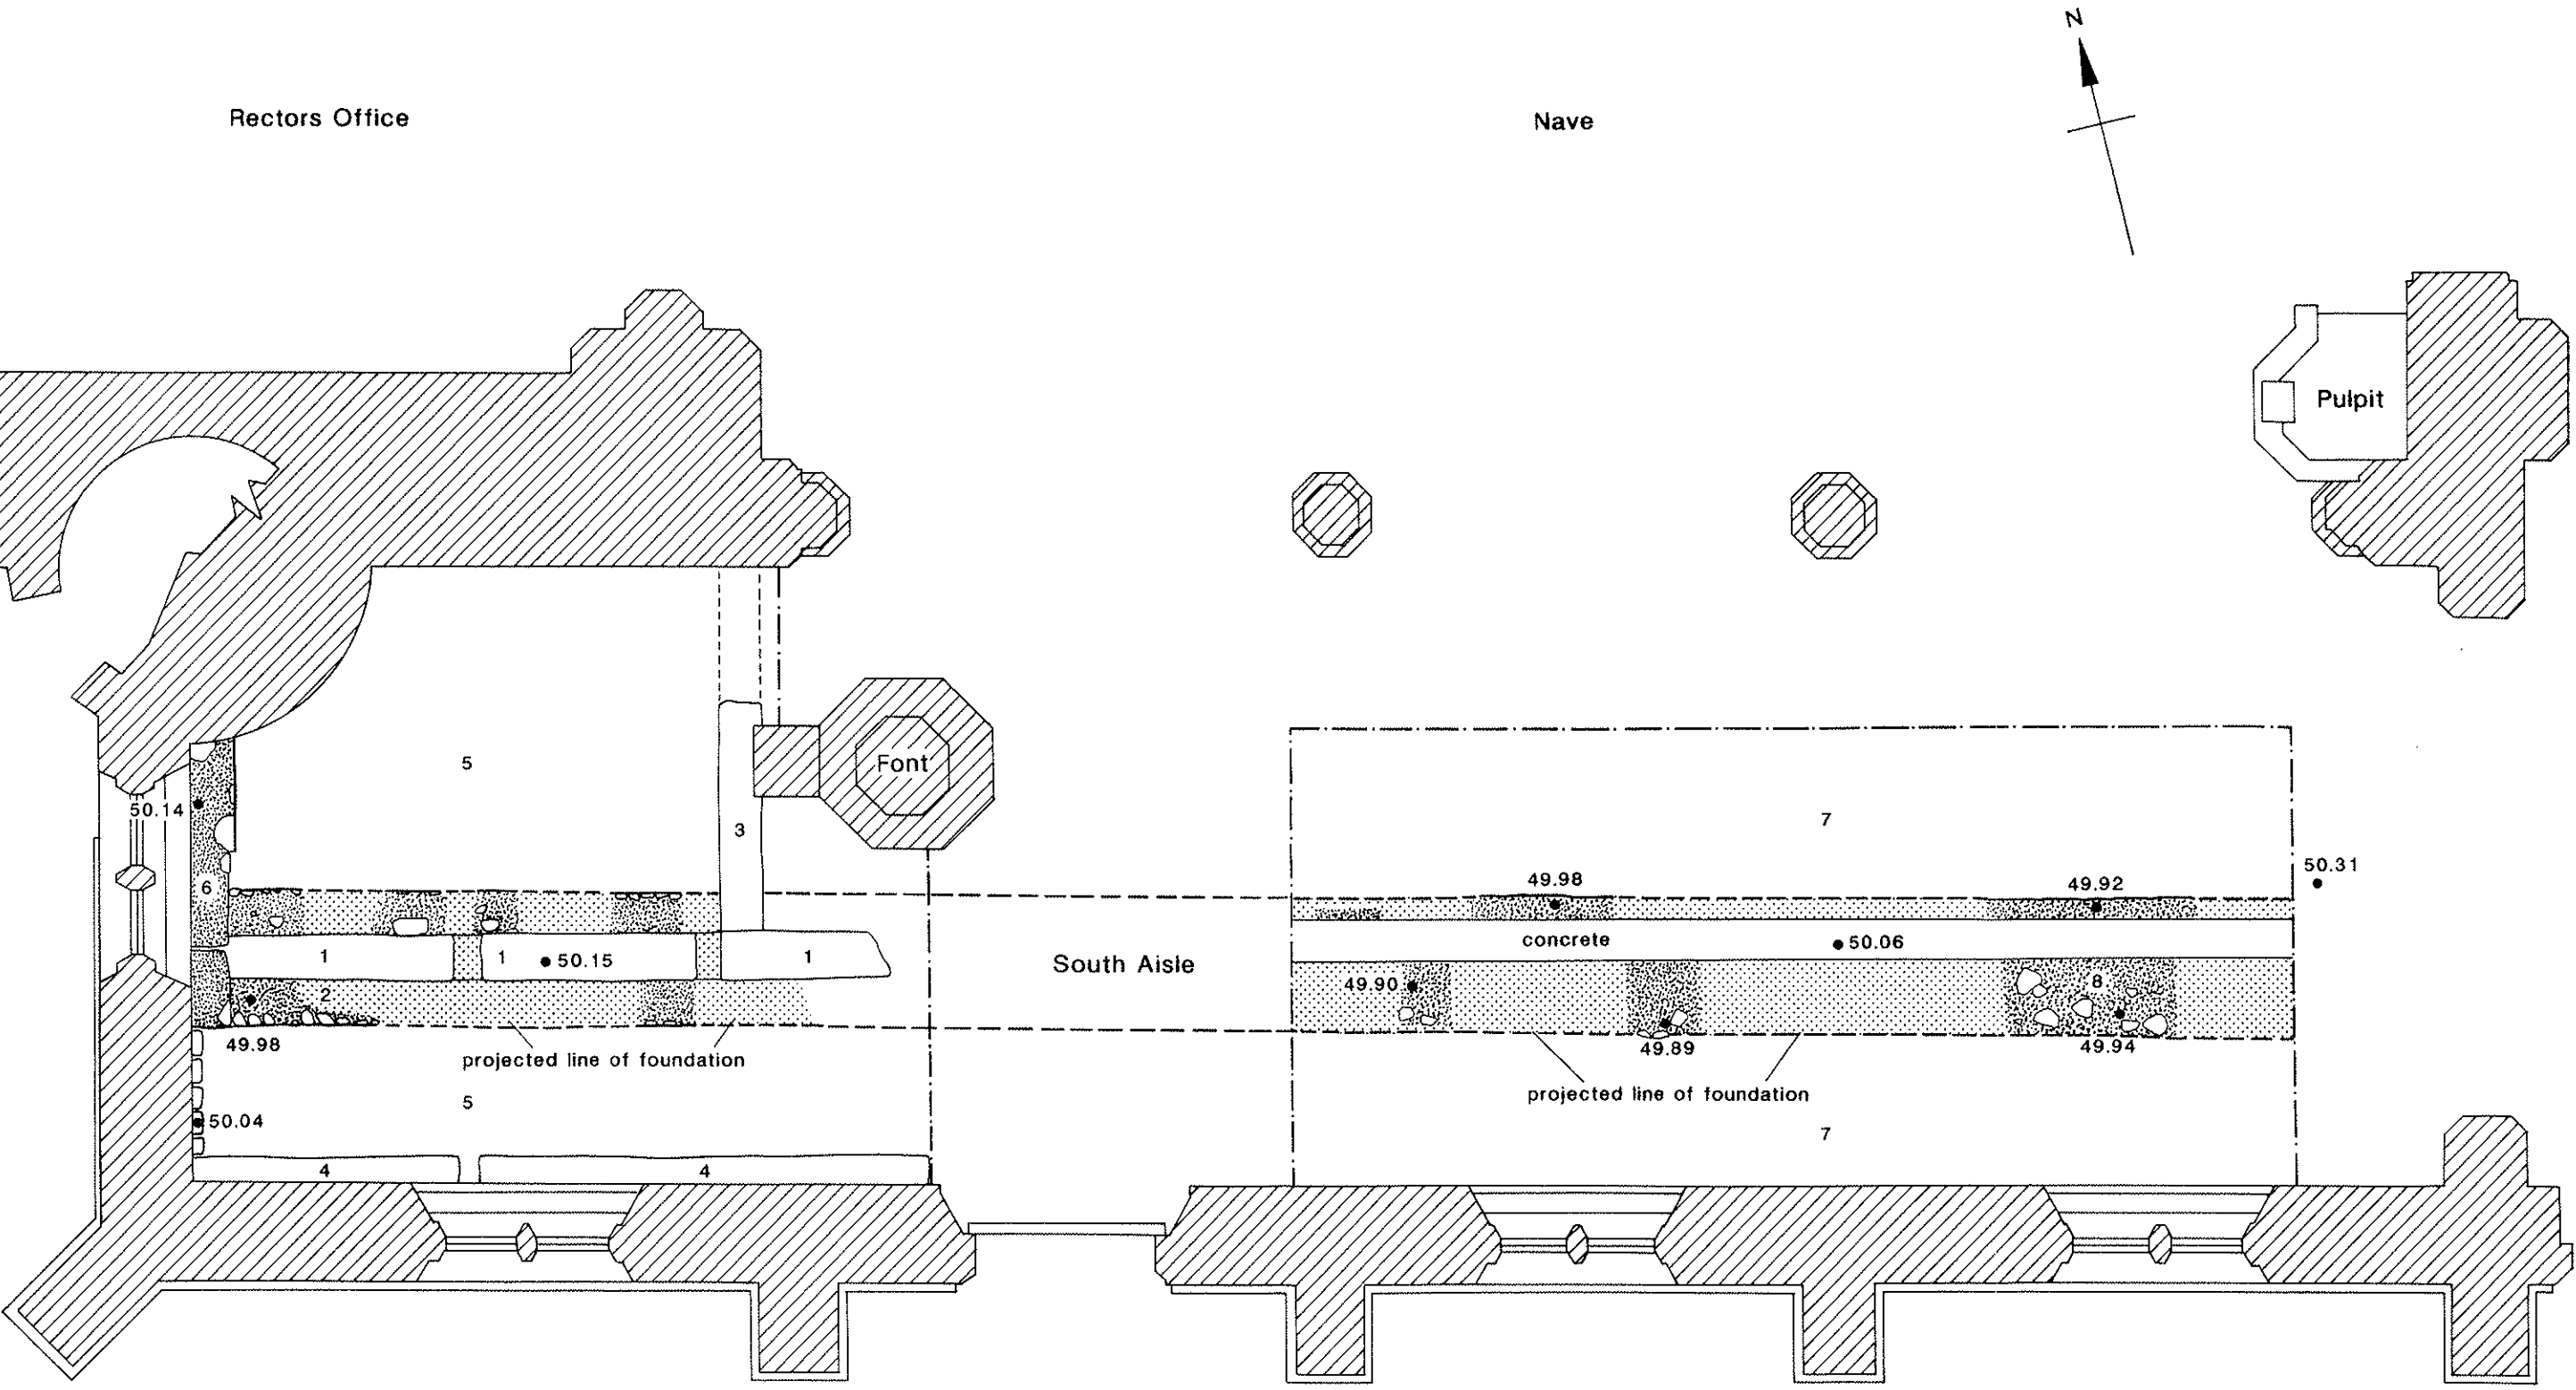 N
Rectors Office
Nave
Pulpit
5
Font
50.14
3
7
6
49.98
49.92
50.31
1
1
50.15
1
South Aisle
concrete
50.06
2
49.90
8
49.98
projected line of foundation
49.89
49.94
projected line of foundation
5
50.04
7
4
4